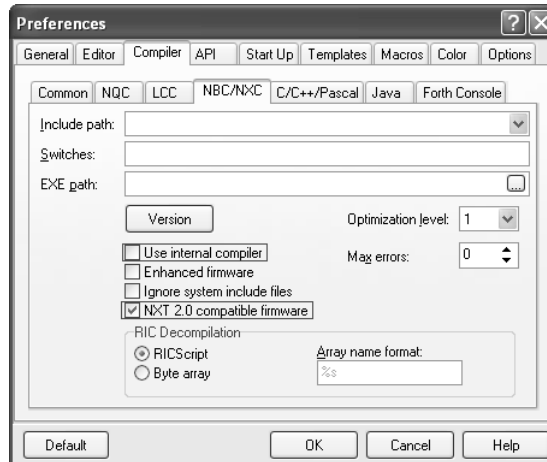 Preferences
General Editor Compiler API Start Up Templates Macros Color Options
Common NQC LCC NBC/NXC C/C++/Pascal Java Forth Console
Include path:
Switches:
EXE path: ...
Version Optimization level: 1
Use internal compiler Max errors: 0
Enhanced firmware
Ignore system include files
NXT 2.0 compatible firmware
RIC Decompilation
RICScript Array name format:
Byte array %s
Default OK Cancel Help